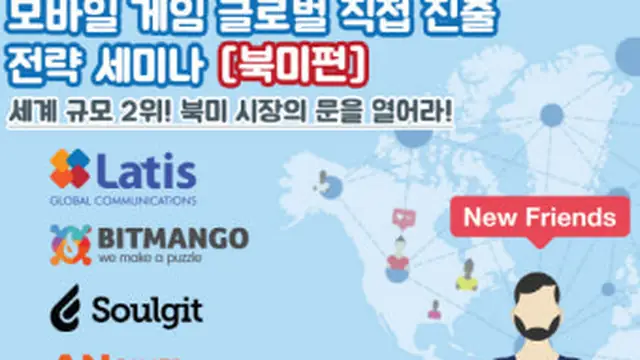 모바일 게임 글로벌 직접 진출
전략 세미나 [북미편]
세계 규모 2위! 북미 시장의 문을 열어라!
Latis
GLOBAL COMMUNICATIONS
BITMANGO
we make a puzzle
New Friends
Soulgit